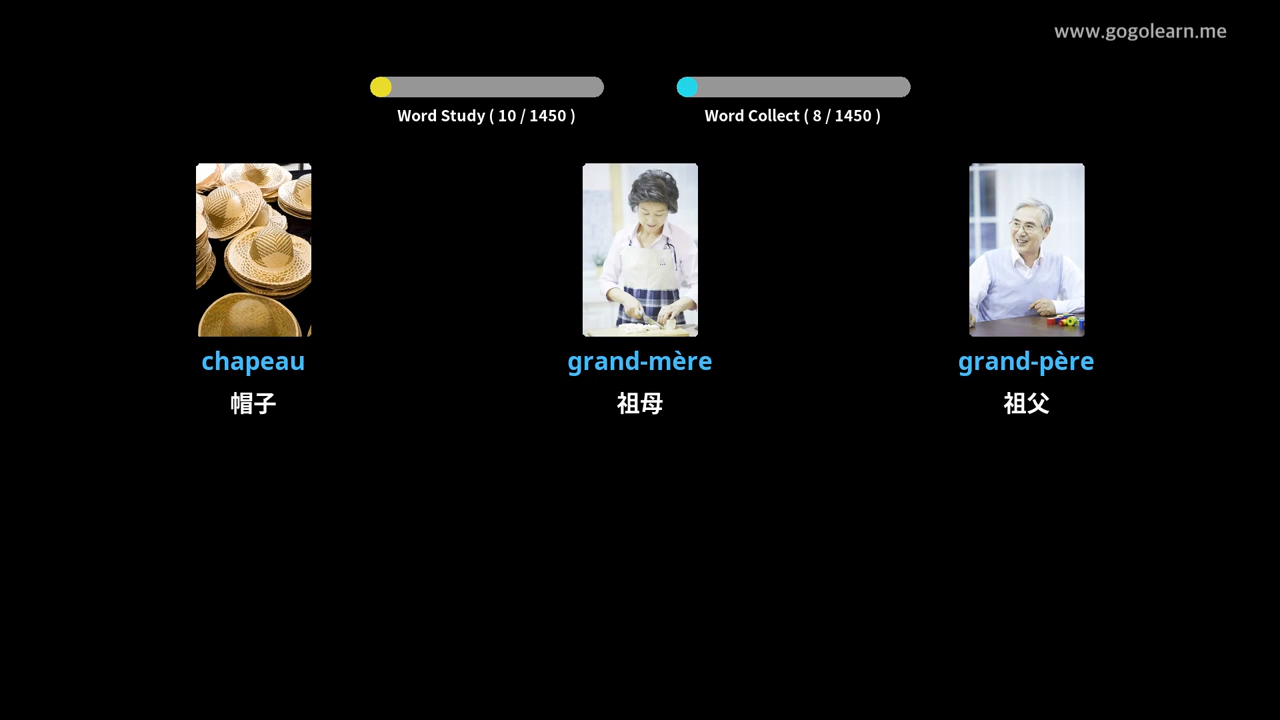 www.gogolearn.me
Word Study ( 10 / 1450 )
Word Collect ( 8 / 1450 )
chapeau
帽子
grand-mère
祖母
grand-père
祖父